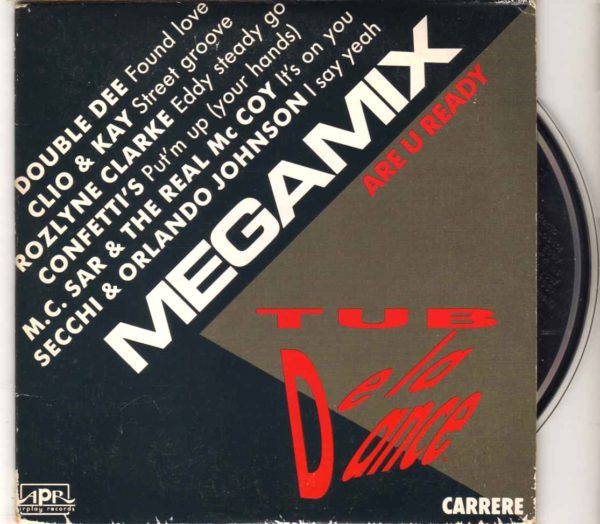 DOUBLE DEE Found love
CLIO & KAY Street groove
ROZLYNE CLARKE Eddy steady go
CONFETTI'S Put'm up (your hands)
M.C. SAR & THE REAL Mc COY It's on you
SECCHI & ORLANDO JOHNSON I say yeah
MEGAMIX
ARE U READY
TUB
De la
Dance
APR
irplay records
CARRERE